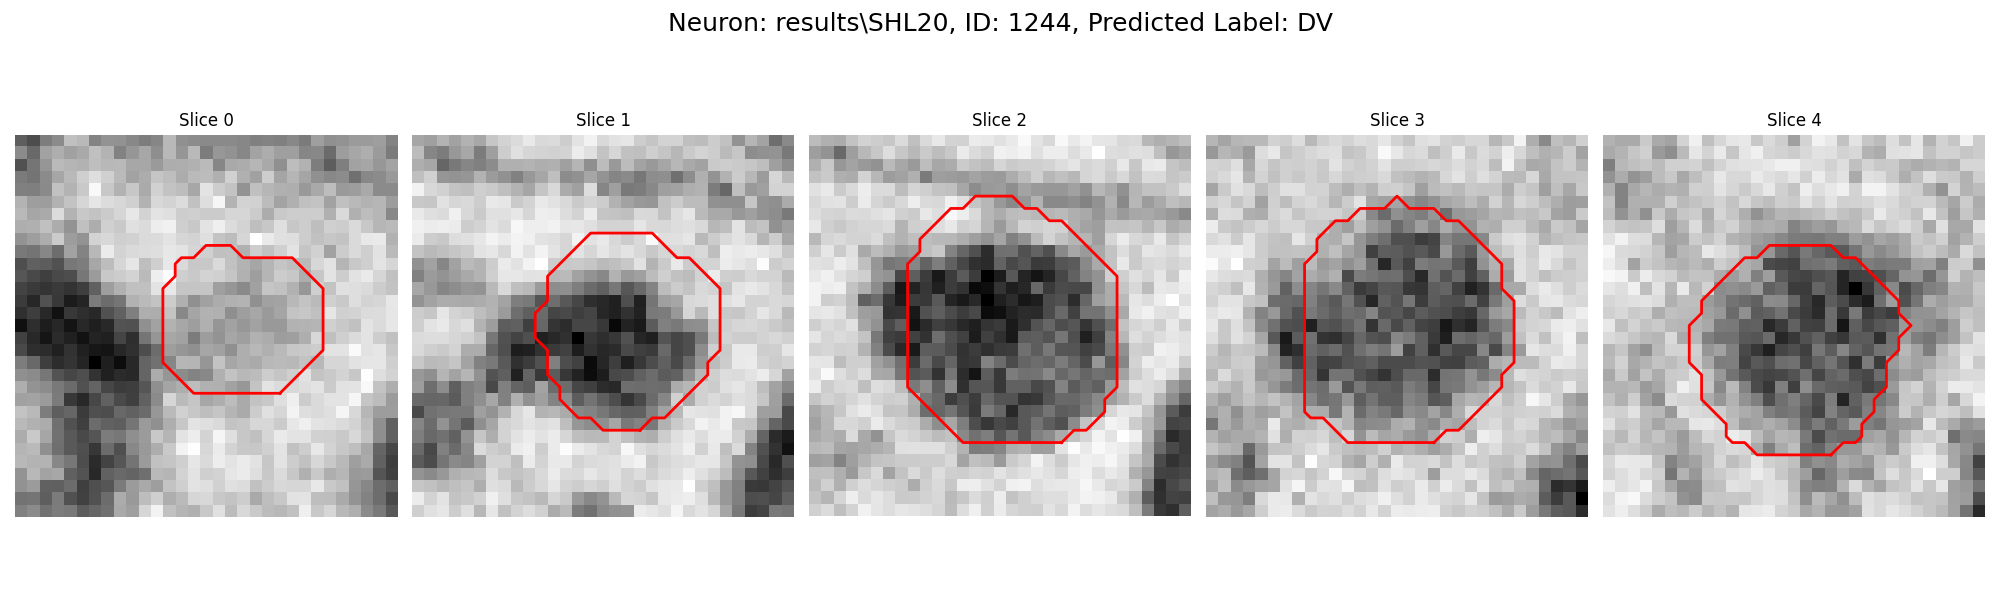 Neuron: results\SHL20, ID: 1244, Predicted Label: DV
Slice 0
Slice 1
Slice 2
Slice 3
Slice 4